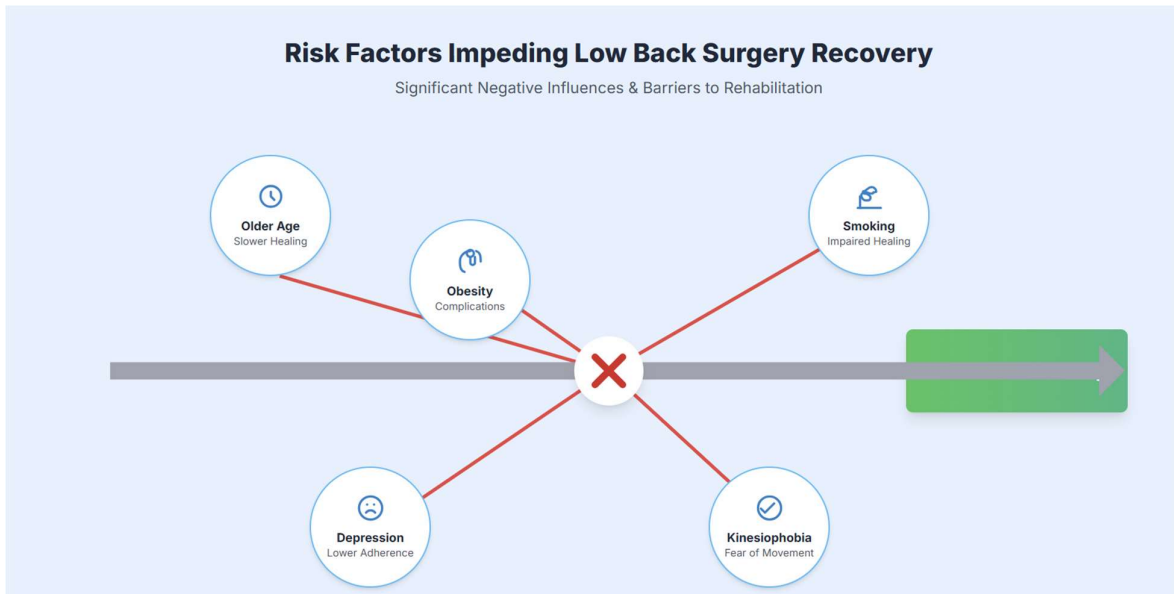 Risk Factors Impeding Low Back Surgery Recovery
Significant Negative Influences & Barriers to Rehabilitation
Older Age
Slower Healing
Obesity
Complications
Smoking
Impaired Healing
Depression
Lower Adherence
Kinesiophobia
Fear of Movement